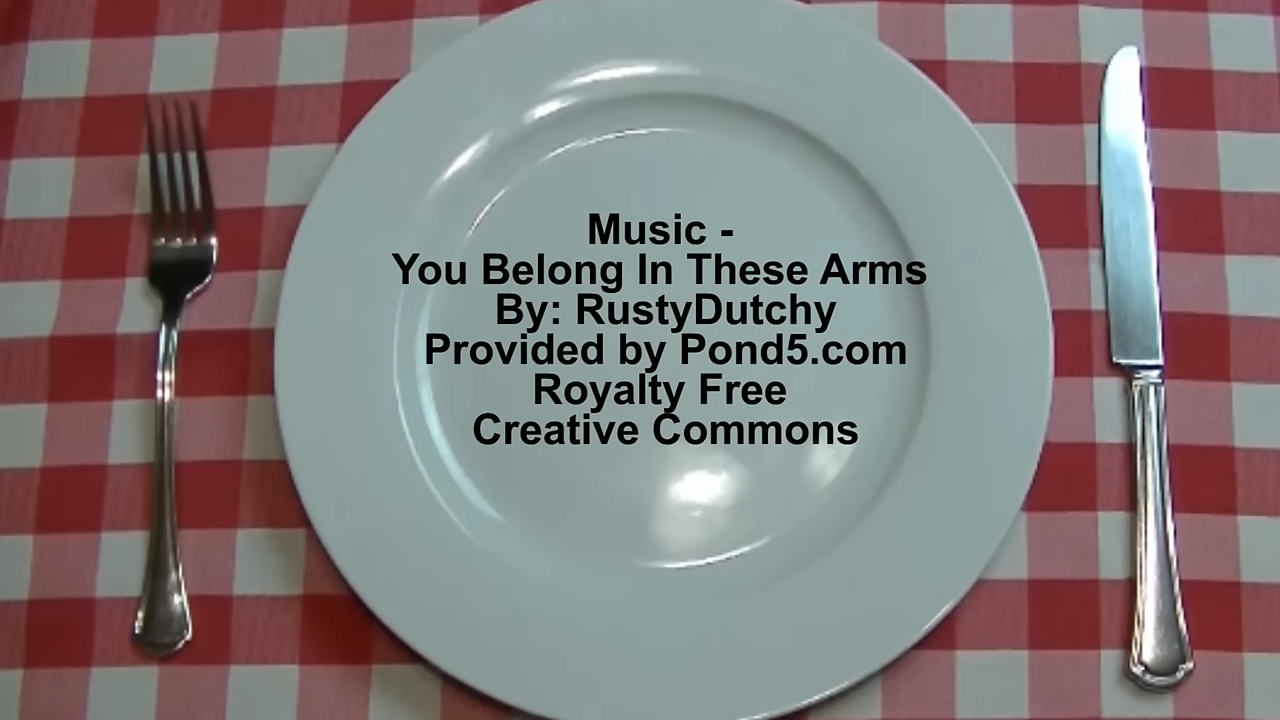 Music -
You Belong In These Arms
By: RustyDutchy
Provided by Pond5.com
Royalty Free
Creative Commons